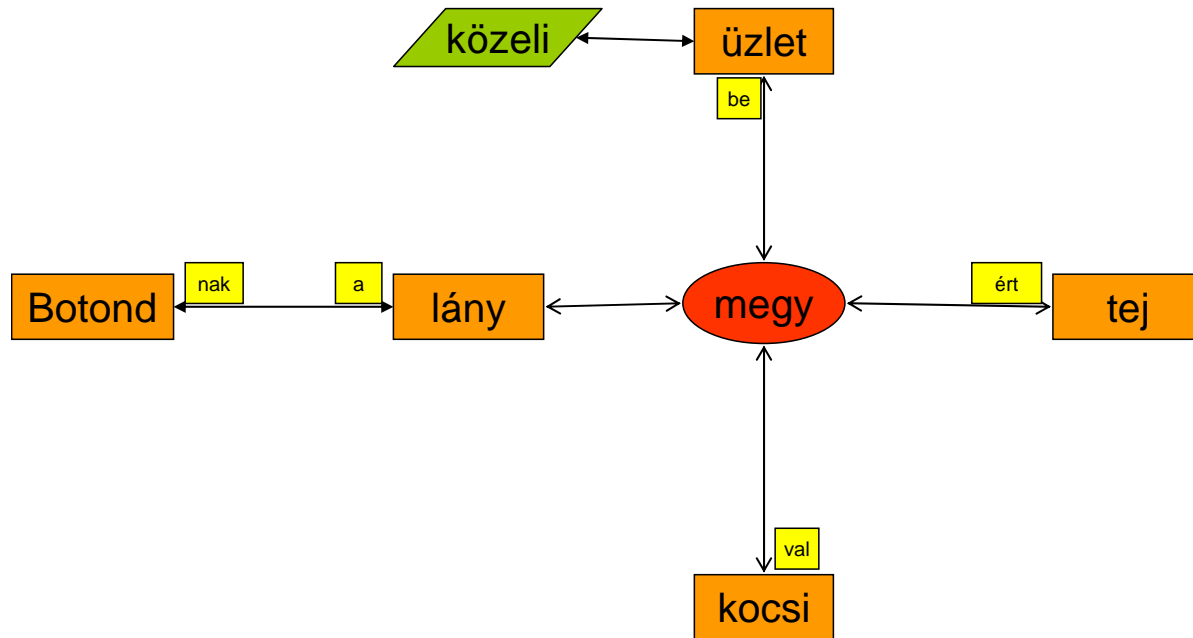 közeli
üzlet
be
Botond
nak
a
lány
megy
ért
tej
val
kocsi